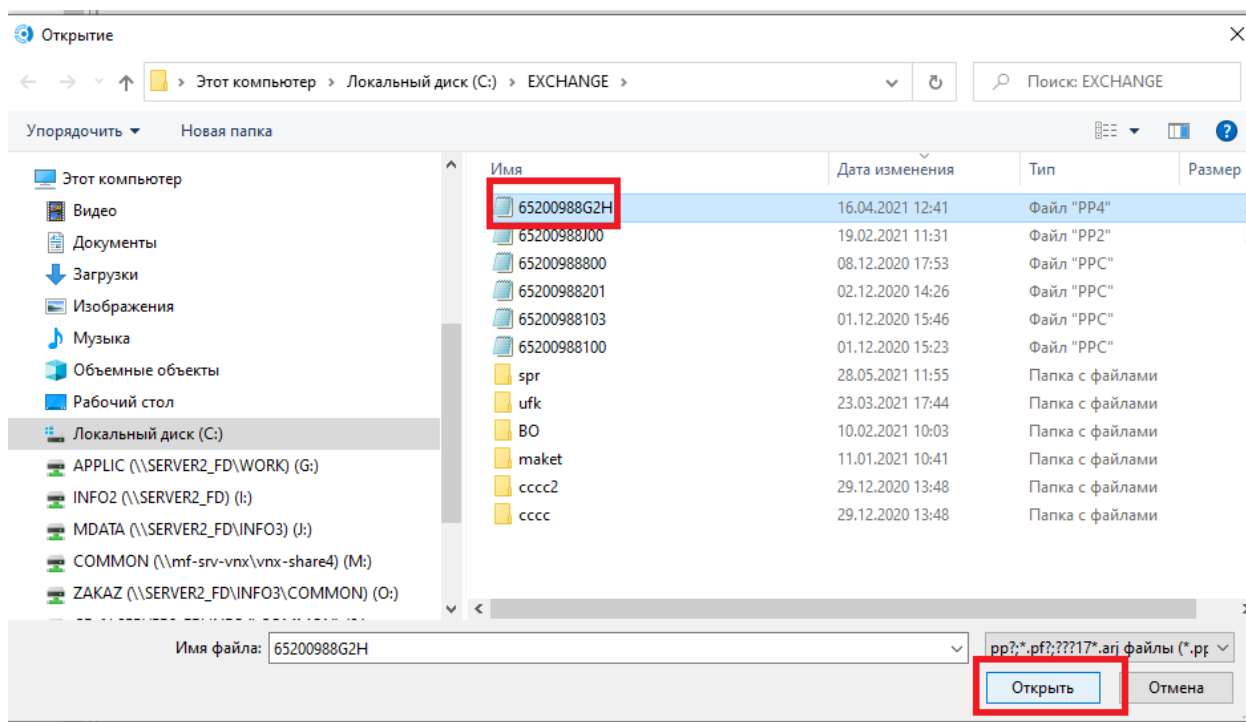 Открытие
Этот компьютер > Локальный диск (C:) > EXCHANGE >
Поиск: EXCHANGE
Упорядочить
Новая папка
Этот компьютер
Видео
Документы
Загрузки
Изображения
Музыка
Объемные объекты
Рабочий стол
Локальный диск (C:)
APPLIC (\\SERVER2_FD\WORK) (G:)
INFO2 (\\SERVER2_FD) (I:)
MDATA (\\SERVER2_FD\INFO3) (J:)
COMMON (\\mf-srv-vnx\vnx-share4) (M:)
ZAKAZ (\\SERVER2_FD\INFO3\COMMON) (O:)
Имя Дата изменения Тип Размер
65200988G2H 16.04.2021 12:41 Файл "PP4"
65200988J00 19.02.2021 11:31 Файл "PP2"
65200988800 08.12.2020 17:53 Файл "PPC"
65200988201 02.12.2020 14:26 Файл "PPC"
65200988103 01.12.2020 15:46 Файл "PPC"
65200988100 01.12.2020 15:23 Файл "PPC"
spr 28.05.2021 11:55 Папка с файлами
ufk 23.03.2021 17:44 Папка с файлами
BO 10.02.2021 10:03 Папка с файлами
maket 11.01.2021 10:41 Папка с файлами
cccc2 29.12.2020 13:48 Папка с файлами
cccc 29.12.2020 13:48 Папка с файлами
Имя файла: 65200988G2H
pp?;*.pf?;???17*.arj файлы (*.pp
Открыть
Отмена